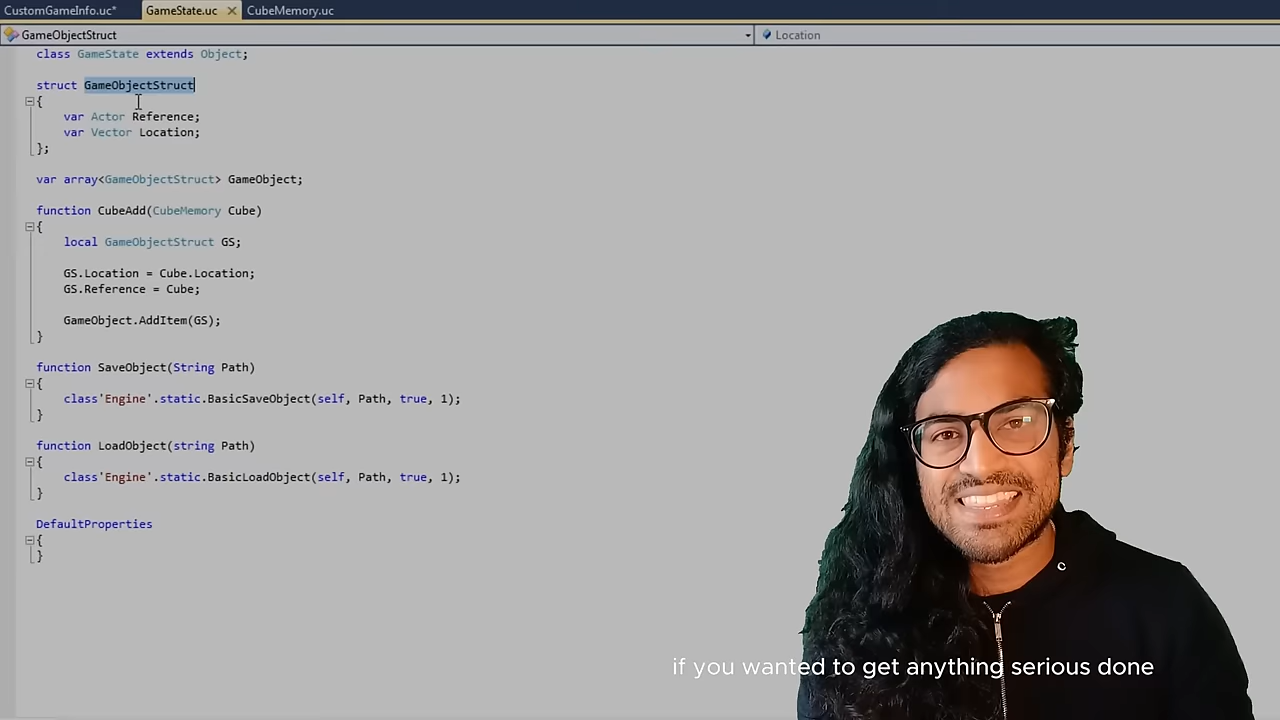 CustomGameInfo.uc* GameState.uc CubeMemory.uc
GameObjectStruct Location
class GameState extends Object;
struct GameObjectStruct
{
var Actor Reference;
var Vector Location;
};
var array<GameObjectStruct> GameObject;
function CubeAdd(CubeMemory Cube)
{
local GameObjectStruct GS;
GS.Location = Cube.Location;
GS.Reference = Cube;
GameObject.AddItem(GS);
}
function SaveObject(String Path)
{
class'Engine'.static.BasicSaveObject(self, Path, true, 1);
}
function LoadObject(string Path)
{
class'Engine'.static.BasicLoadObject(self, Path, true, 1);
}
DefaultProperties
{
}
if you wanted to get anything serious done